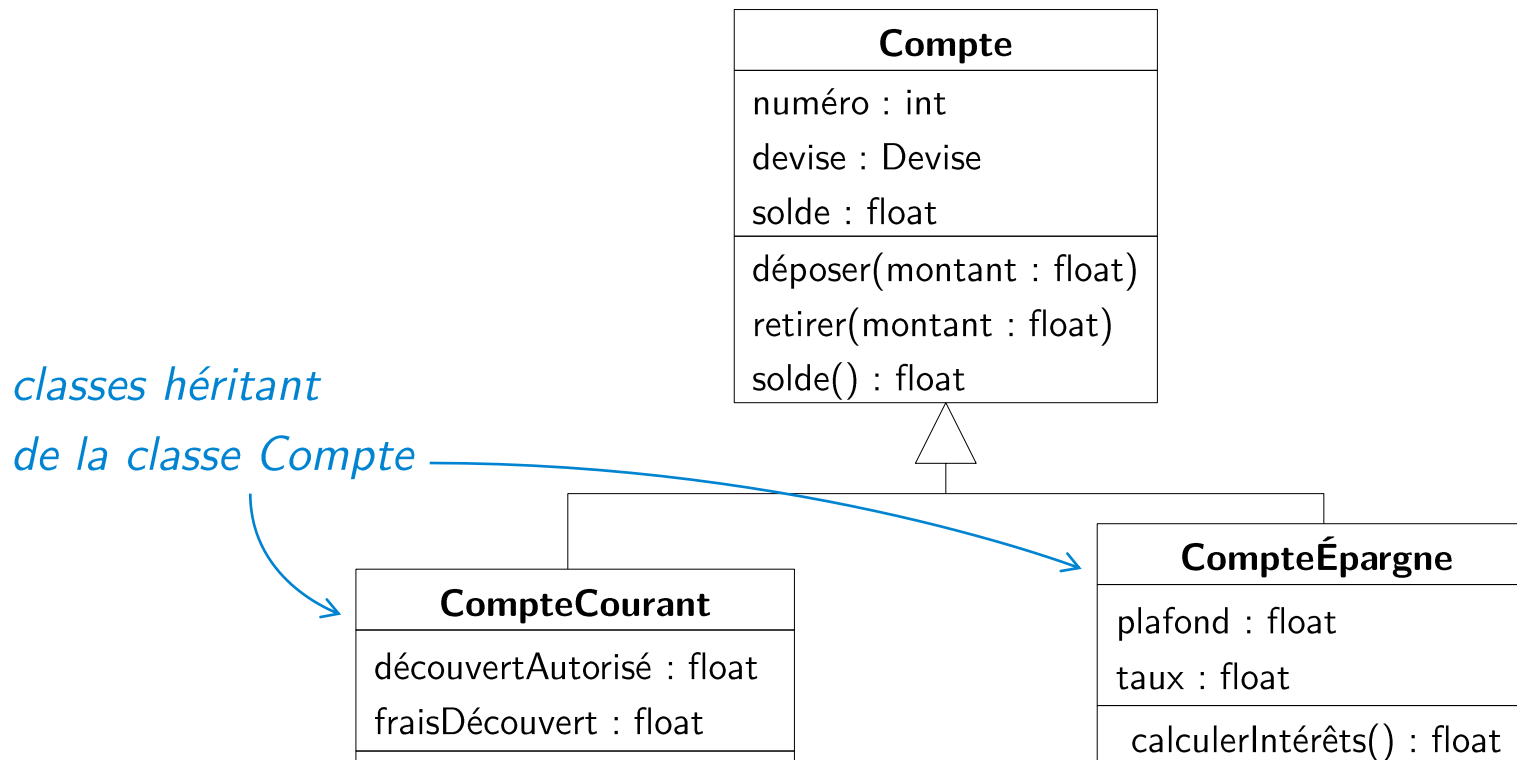 Compte
numéro : int
devise : Devise
solde : float
déposer(montant : float)
retirer(montant : float)
solde() : float
classes héritant
de la classe Compte
CompteCourant
découvertAutorisé : float
fraisDécouvert : float
CompteÉpargne
plafond : float
taux : float
calculerIntérêts() : float